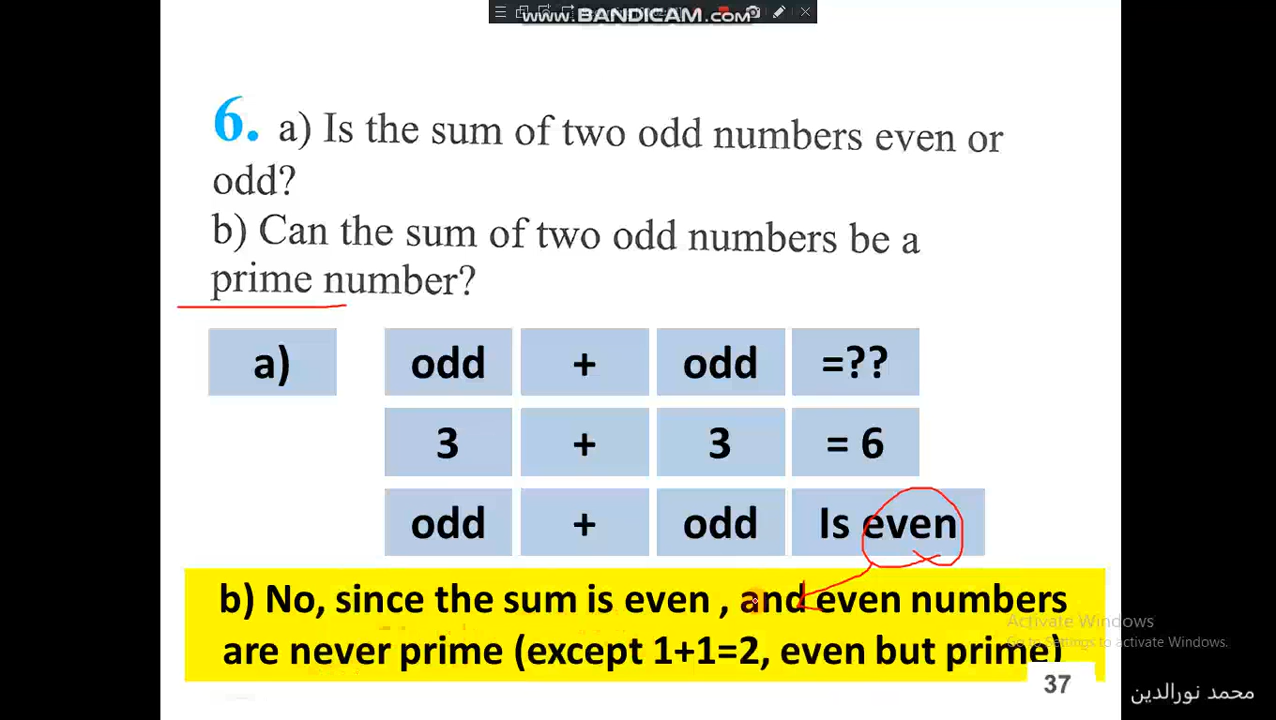 www.BANDICAM.com
6. a) Is the sum of two odd numbers even or
odd?
b) Can the sum of two odd numbers be a
prime number?
a) odd + odd =??
3 + 3 = 6
odd + odd Is even
b) No, since the sum is even , and even numbers
are never prime (except 1+1=2, even but prime)
Activate Windows
Go to Settings to activate Windows.
37
محمد نورالدين